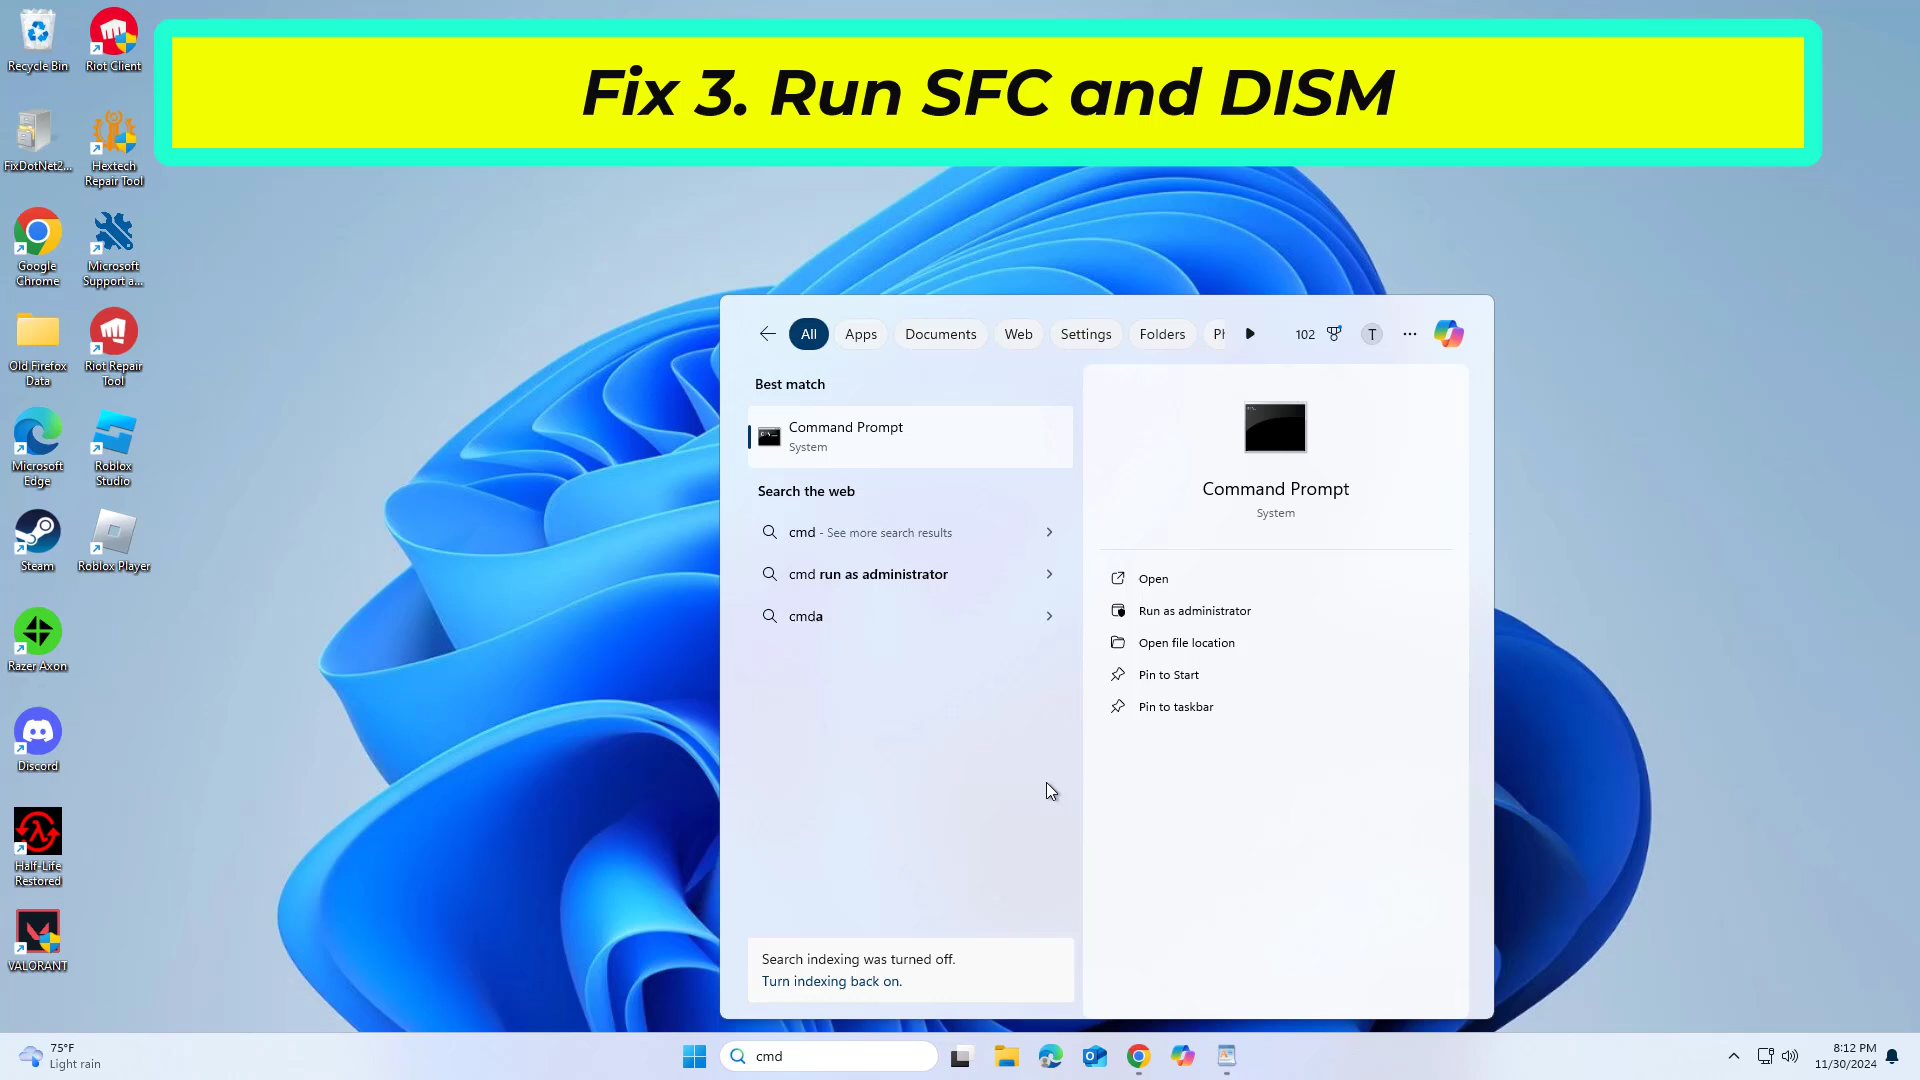 Fix 3. Run SFC and DISM
Recycle Bin
Riot Client
FixDotNet2...
Hextech
Repair Tool
Google
Chrome
Microsoft
Support a...
Old Firefox
Data
Riot Repair
Tool
Microsoft
Edge
Roblox
Studio
Steam
Roblox Player
Razer Axon
Discord
Half-Life
Restored
VALORANT
All
Apps
Documents
Web
Settings
Folders
Ph
102
T
Best match
Command Prompt
System
Search the web
cmd - See more search results
cmd run as administrator
cmda
Command Prompt
System
Open
Run as administrator
Open file location
Pin to Start
Pin to taskbar
Search indexing was turned off.
Turn indexing back on.
75°F
Light rain
cmd
8:12 PM
11/30/2024